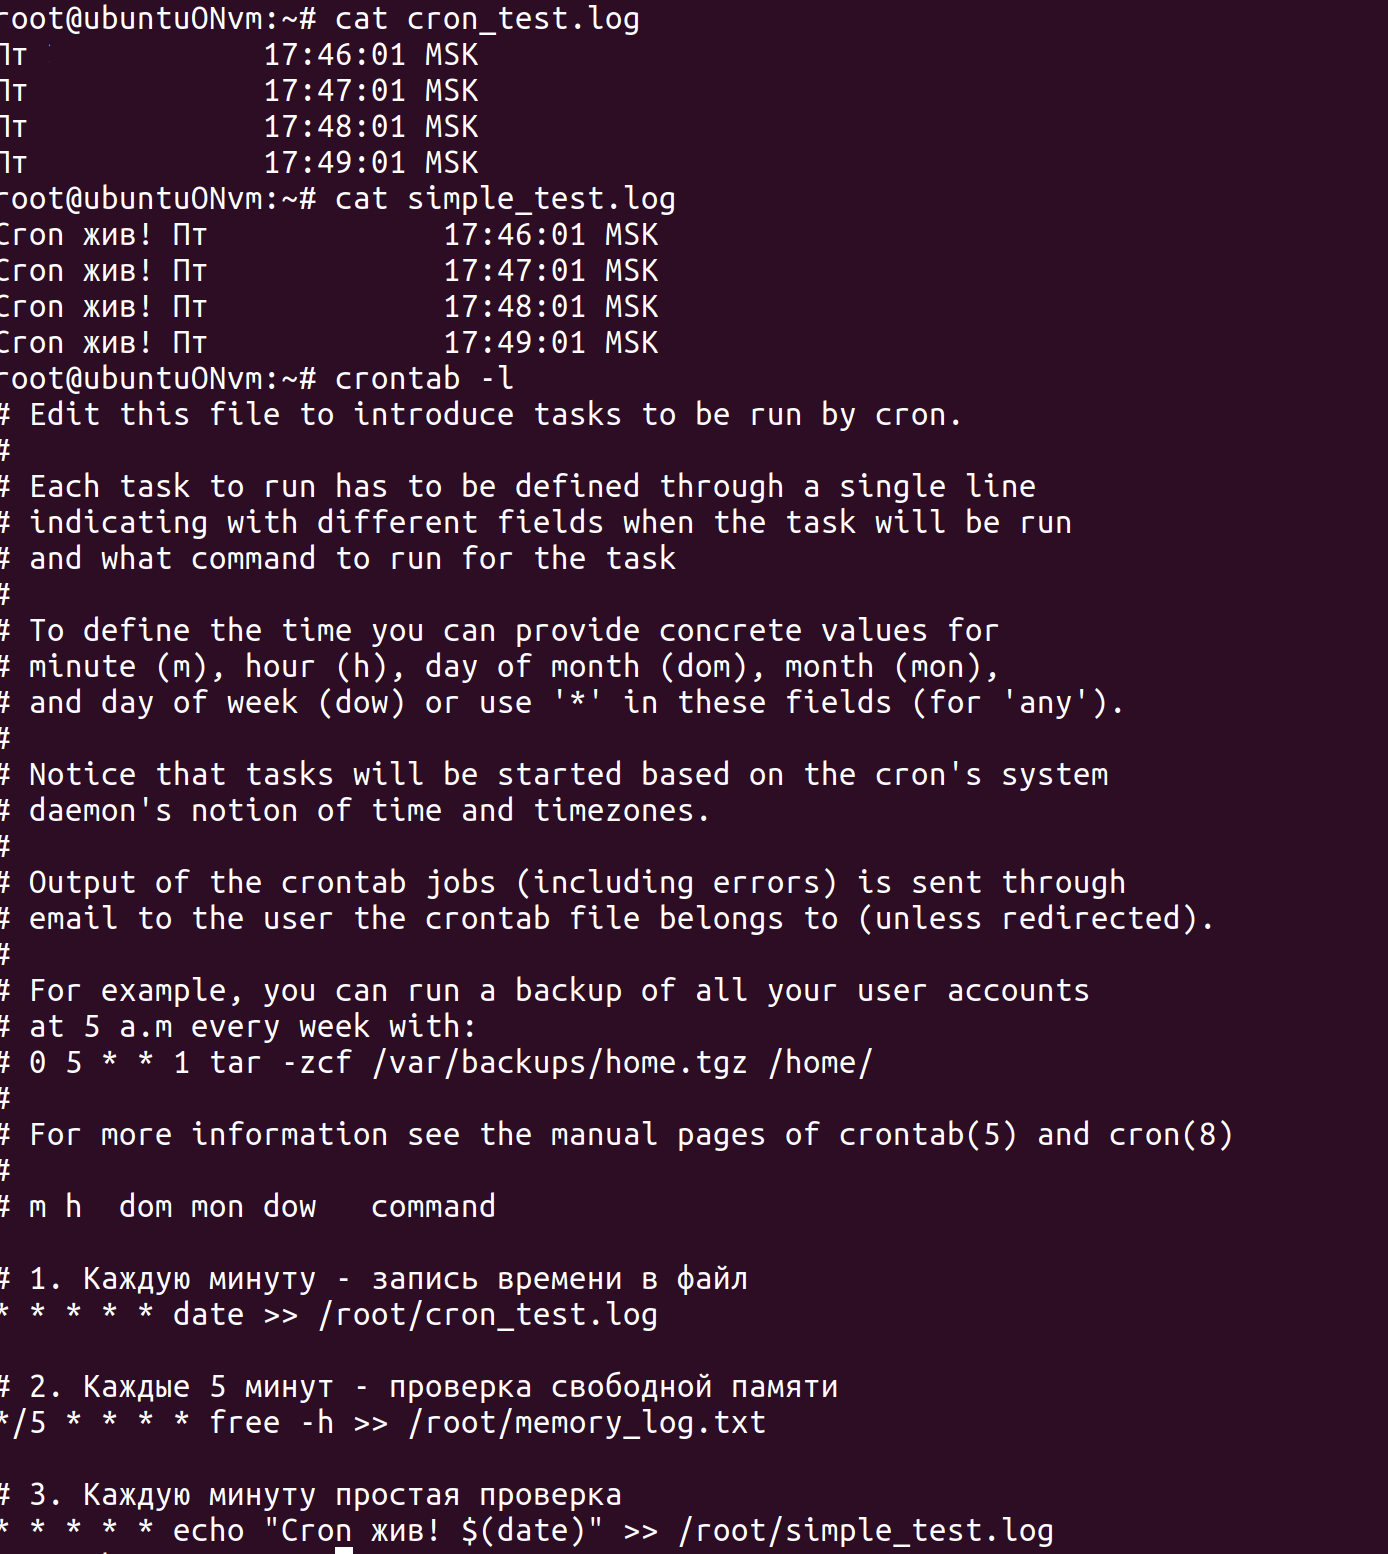 root@ubuntuONvm:~# cat cron_test.log
Пт 17:46:01 MSK
Пт 17:47:01 MSK
Пт 17:48:01 MSK
Пт 17:49:01 MSK
root@ubuntuONvm:~# cat simple_test.log
Cron жив! Пт 17:46:01 MSK
Cron жив! Пт 17:47:01 MSK
Cron жив! Пт 17:48:01 MSK
Cron жив! Пт 17:49:01 MSK
root@ubuntuONvm:~# crontab -l
# Edit this file to introduce tasks to be run by cron.
#
# Each task to run has to be defined through a single line
# indicating with different fields when the task will be run
# and what command to run for the task
#
# To define the time you can provide concrete values for
# minute (m), hour (h), day of month (dom), month (mon),
# and day of week (dow) or use '*' in these fields (for 'any').
#
# Notice that tasks will be started based on the cron's system
# daemon's notion of time and timezones.
#
# Output of the crontab jobs (including errors) is sent through
# email to the user the crontab file belongs to (unless redirected).
#
# For example, you can run a backup of all your user accounts
# at 5 a.m every week with:
# 0 5 * * 1 tar -zcf /var/backups/home.tgz /home/
#
# For more information see the manual pages of crontab(5) and cron(8)
#
# m h  dom mon dow   command
# 1. Каждую минуту - запись времени в файл
* * * * * date >> /root/cron_test.log
# 2. Каждые 5 минут - проверка свободной памяти
*/5 * * * * free -h >> /root/memory_log.txt
# 3. Каждую минуту простая проверка
* * * * * echo "Cron жив! $(date)" >> /root/simple_test.log